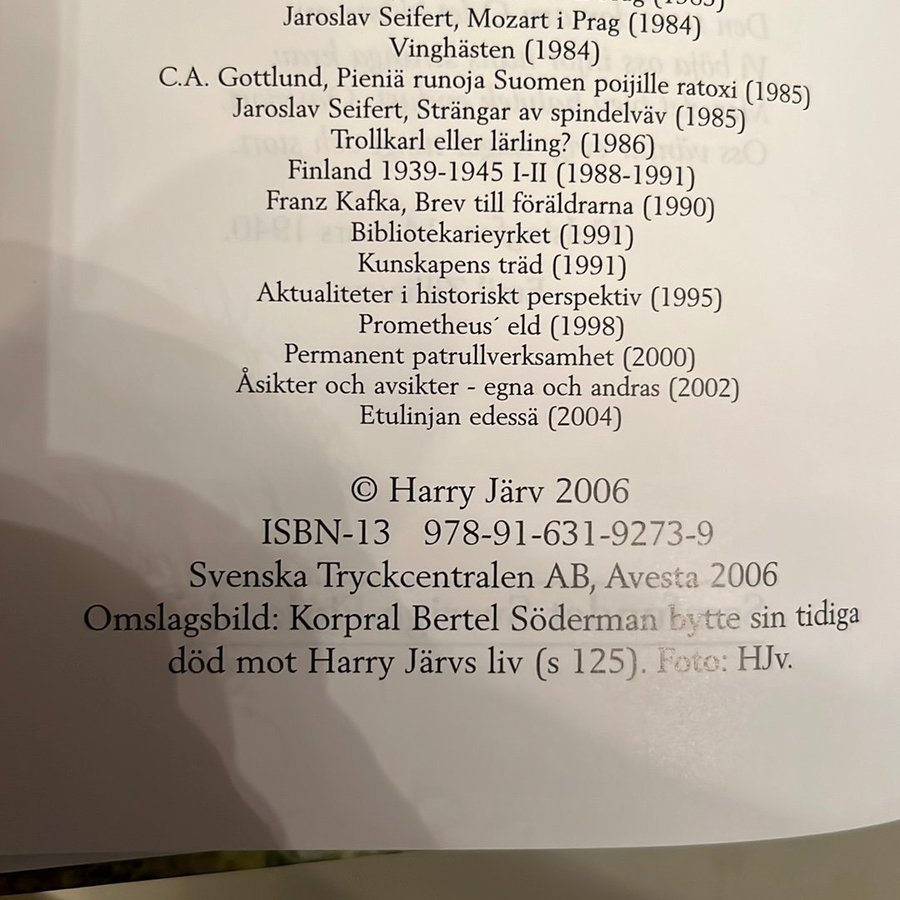 Jaroslav Seifert, Mozart i Prag (1984)
Vinghästen (1984)
C.A. Gottlund, Pieniä runoja Suomen poijille ratoxi (1985)
Jaroslav Seifert, Strängar av spindelväv (1985)
Trollkarl eller lärling? (1986)
Finland 1939-1945 I-II (1988-1991)
Franz Kafka, Brev till föräldrarna (1990)
Bibliotekarieyrket (1991)
Kunskapens träd (1991)
Aktualiteter i historiskt perspektiv (1995)
Prometheus´ eld (1998)
Permanent patrullverksamhet (2000)
Åsikter och avsikter - egna och andras (2002)
Etulinjan edessä (2004)
© Harry Järv 2006
ISBN-13 978-91-631-9273-9
Svenska Tryckcentralen AB, Avesta 2006
Omslagsbild: Korpral Bertel Söderman bytte sin tidiga
död mot Harry Järvs liv (s 125). Foto: HJv.